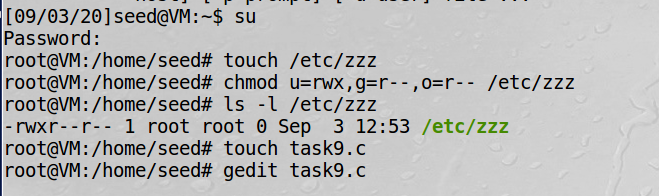 [09/03/20]seed@VM:~$ su
Password:
root@VM:/home/seed# touch /etc/zzz
root@VM:/home/seed# chmod u=rwx,g=r--,o=r-- /etc/zzz
root@VM:/home/seed# ls -l /etc/zzz
-rwxr--r-- 1 root root 0 Sep  3 12:53 /etc/zzz
root@VM:/home/seed# touch task9.c
root@VM:/home/seed# gedit task9.c